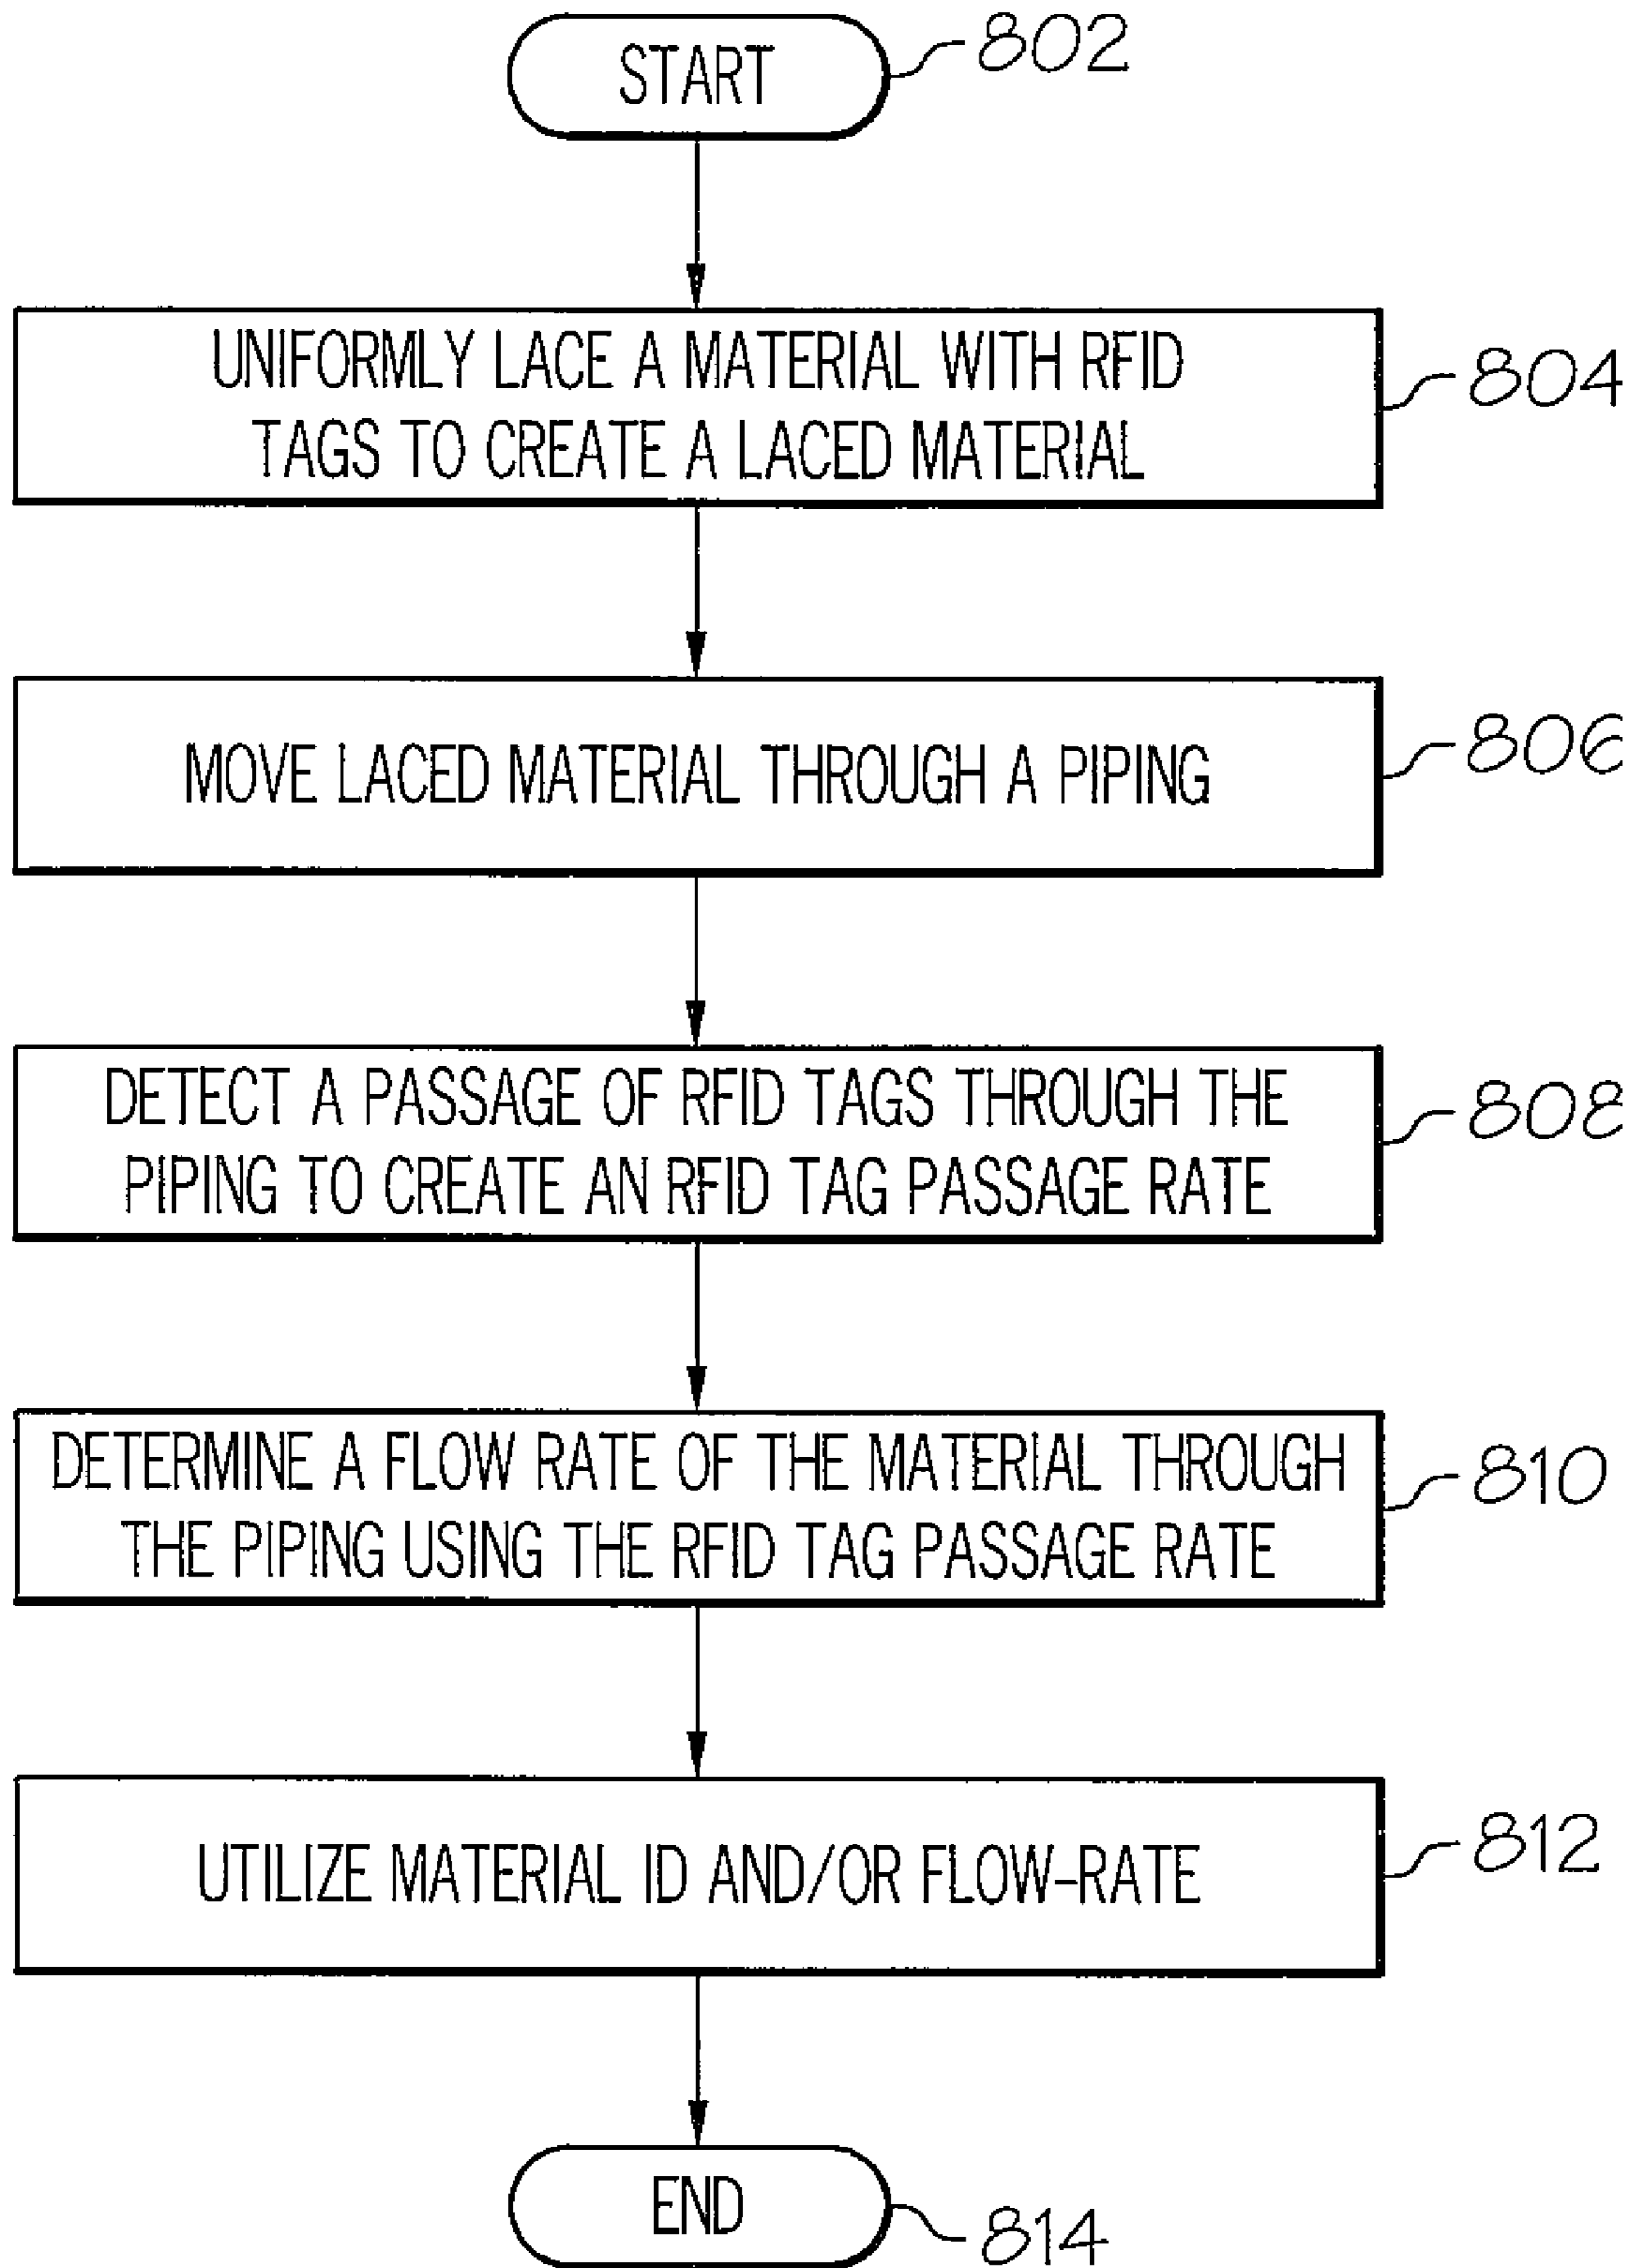 START
802
UNIFORMLY LACE A MATERIAL WITH RFID
TAGS TO CREATE A LACED MATERIAL
804
MOVE LACED MATERIAL THROUGH A PIPING
806
DETECT A PASSAGE OF RFID TAGS THROUGH THE
PIPING TO CREATE AN RFID TAG PASSAGE RATE
808
DETERMINE A FLOW RATE OF THE MATERIAL THROUGH
THE PIPING USING THE RFID TAG PASSAGE RATE
810
UTILIZE MATERIAL ID AND/OR FLOW-RATE
812
END
814